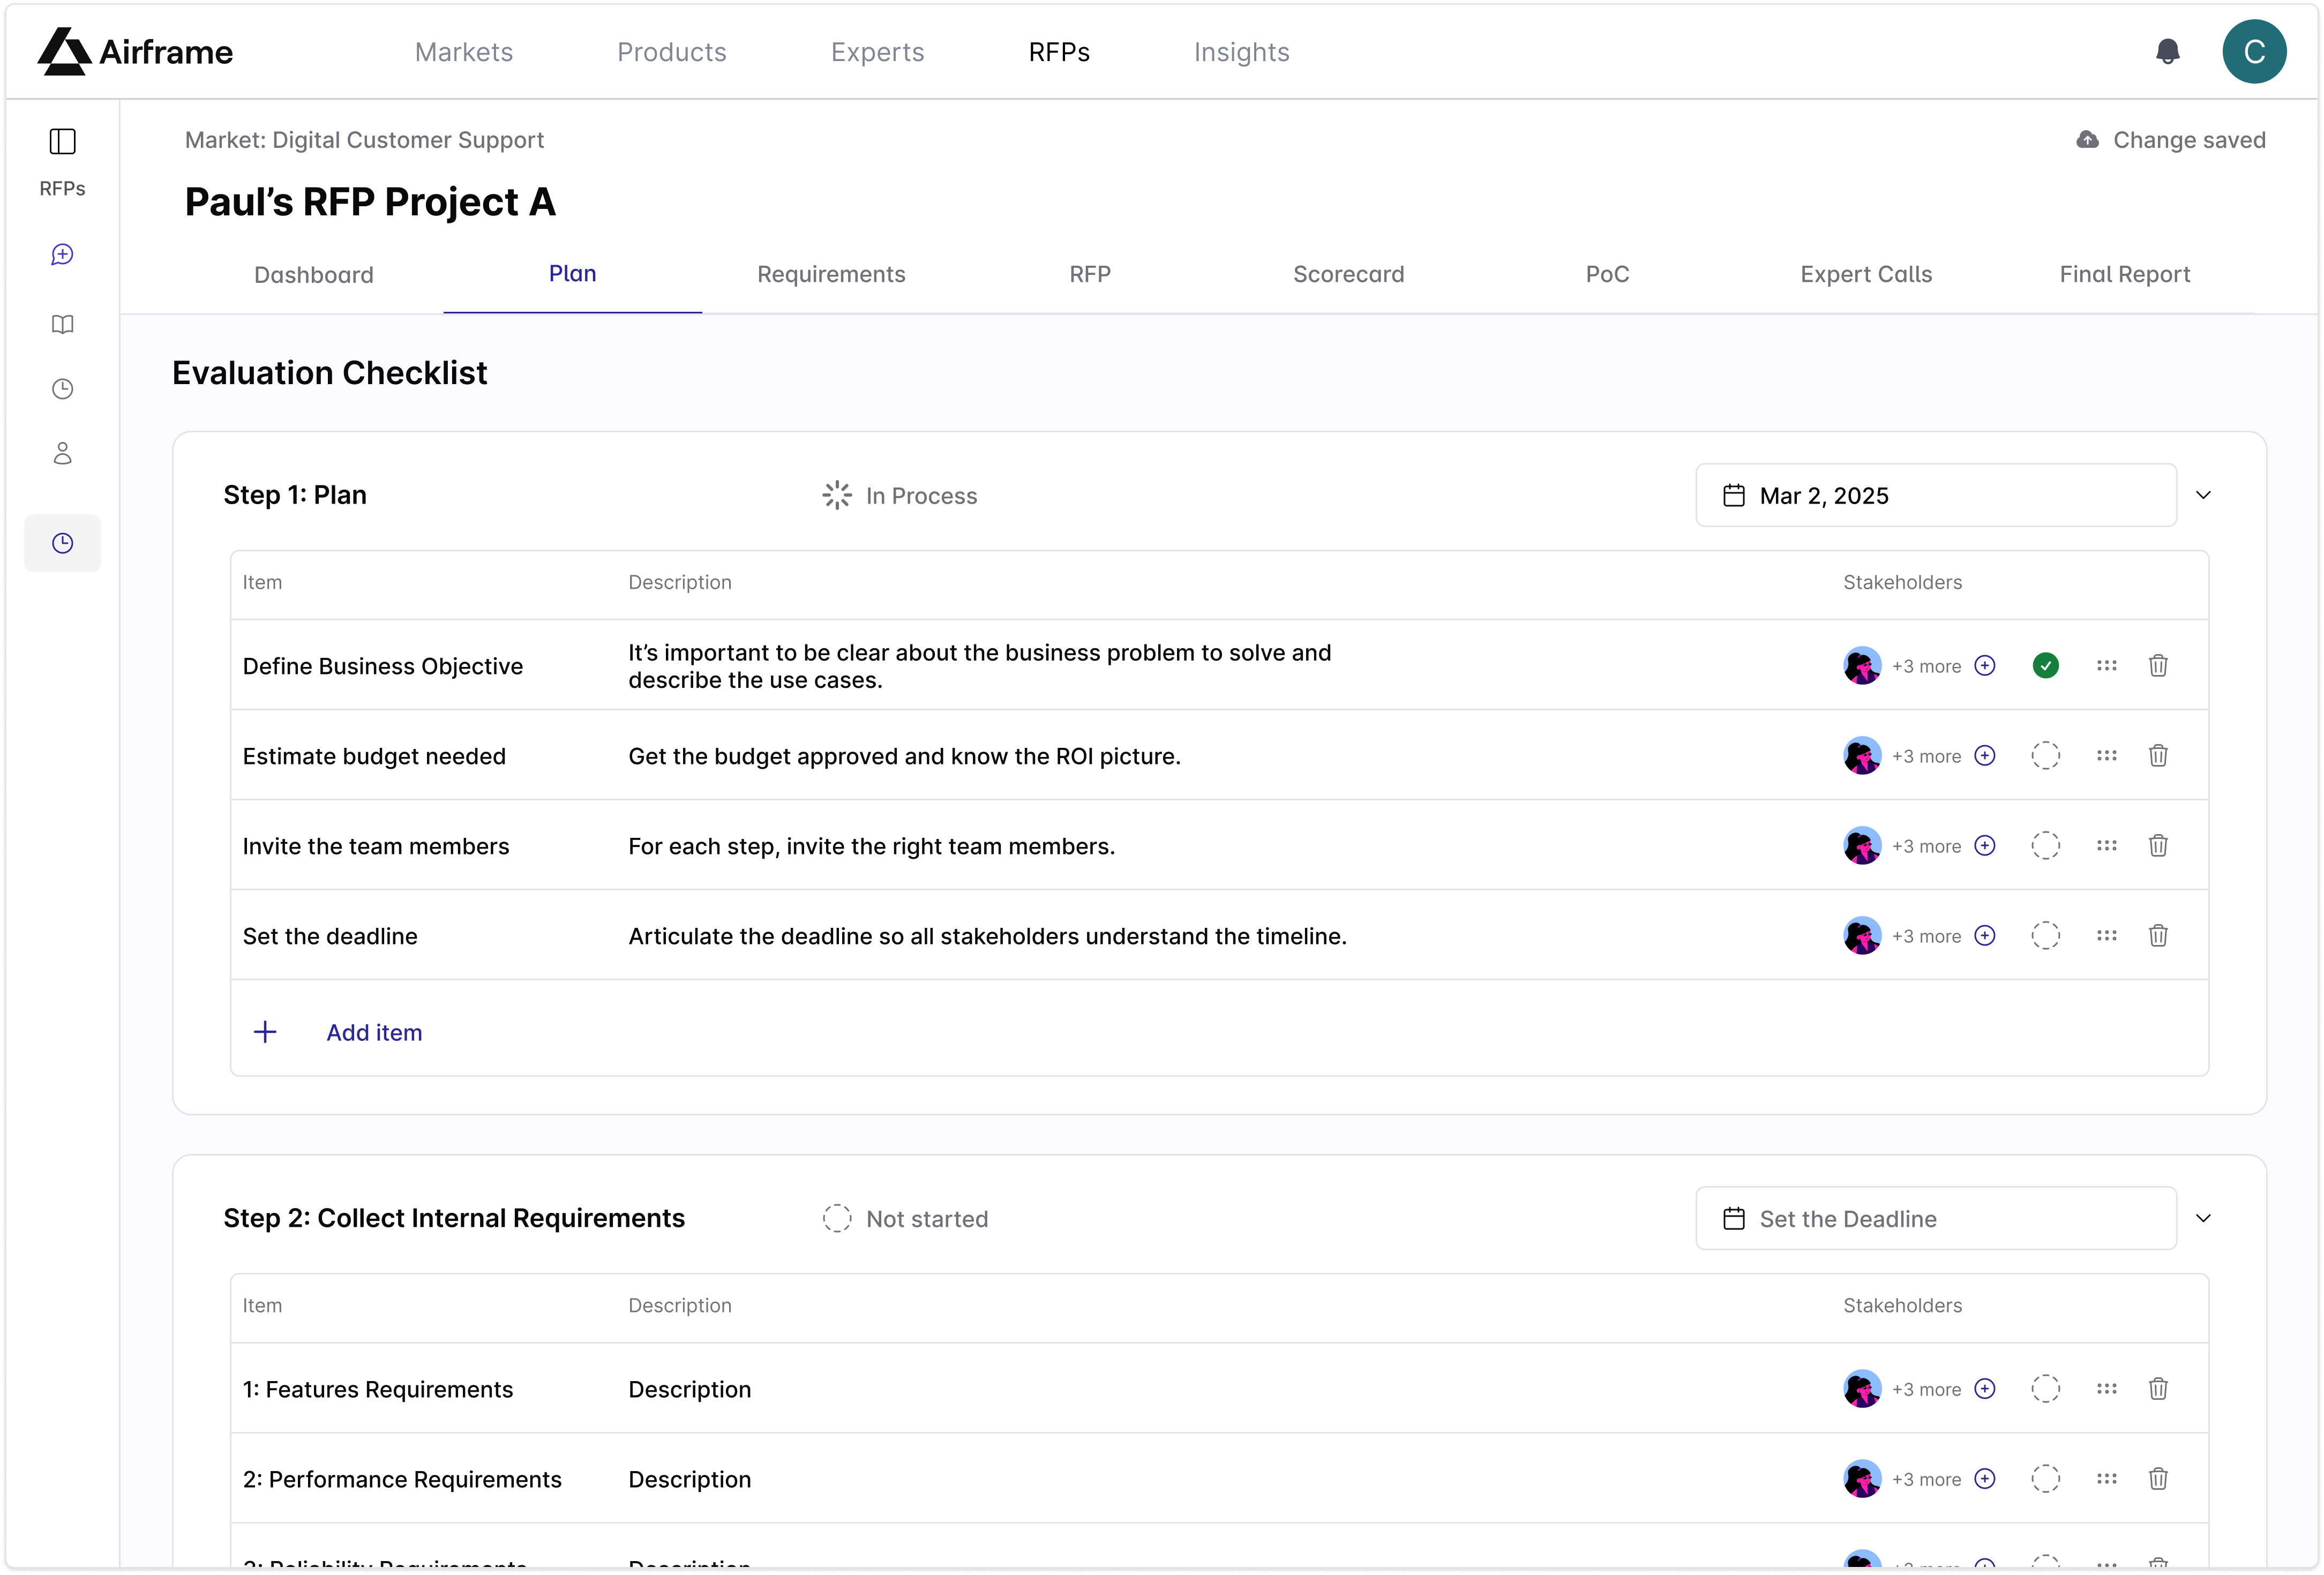 Airframe
Markets
Products
Experts
RFPs
Insights
C
RFPs
Market: Digital Customer Support
Change saved
Paul’s RFP Project A
Dashboard
Plan
Requirements
RFP
Scorecard
PoC
Expert Calls
Final Report
Evaluation Checklist
Step 1: Plan
In Process
Mar 2, 2025
Item
Description
Stakeholders
Define Business Objective
It’s important to be clear about the business problem to solve and
describe the use cases.
+3 more
Estimate budget needed
Get the budget approved and know the ROI picture.
+3 more
Invite the team members
For each step, invite the right team members.
+3 more
Set the deadline
Articulate the deadline so all stakeholders understand the timeline.
+3 more
Add item
Step 2: Collect Internal Requirements
Not started
Set the Deadline
Item
Description
Stakeholders
1: Features Requirements
Description
+3 more
2: Performance Requirements
Description
+3 more
3: Reliability Requirements
Description
+3 more